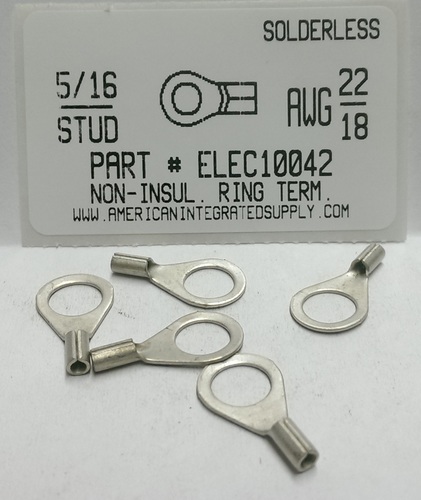 SOLDERLESS
5/16
STUD
AWG 22
18
PART # ELEC10042
NON-INSUL. RING TERM.
WWW.AMERICANINTEGRATEDSUPPLY.COM